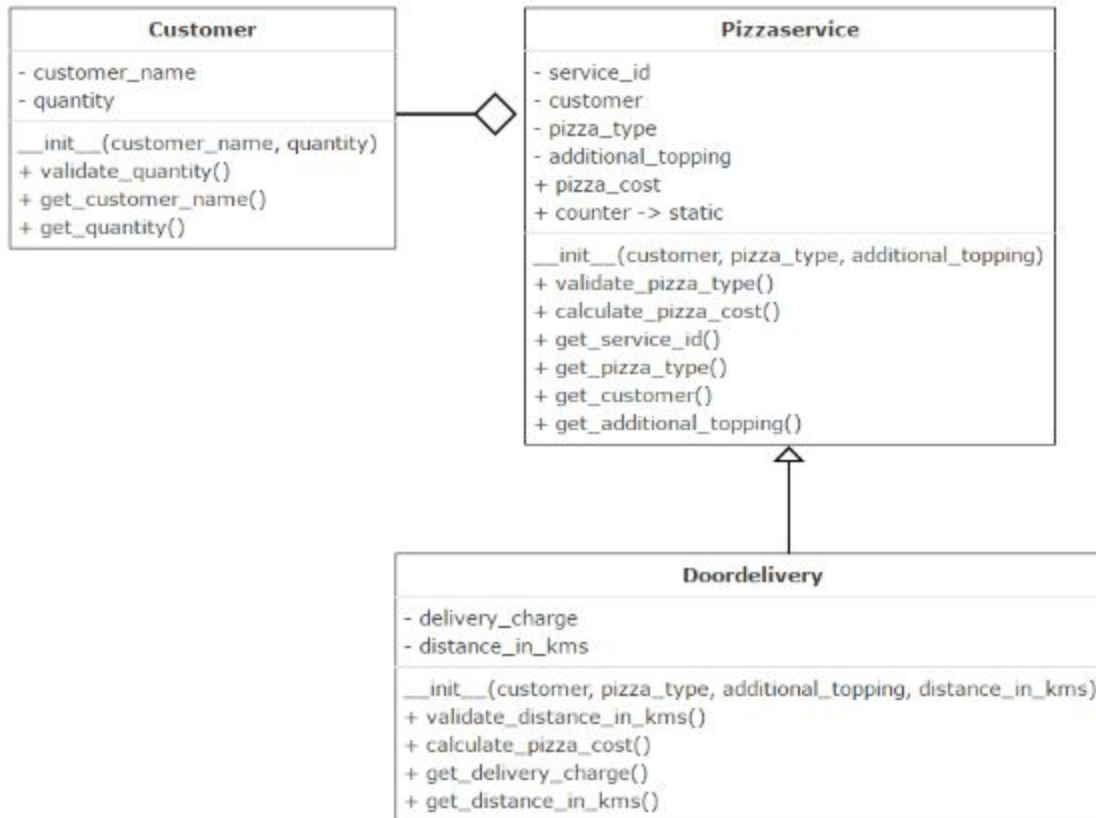 Customer
- customer_name
- quantity
__init__(customer_name, quantity)
+ validate_quantity()
+ get_customer_name()
+ get_quantity()
Pizzaservice
- service_id
- customer
- pizza_type
- additional_topping
+ pizza_cost
+ counter -> static
__init__(customer, pizza_type, additional_topping)
+ validate_pizza_type()
+ calculate_pizza_cost()
+ get_service_id()
+ get_pizza_type()
+ get_customer()
+ get_additional_topping()
Doordelivery
- delivery_charge
- distance_in_kms
__init__(customer, pizza_type, additional_topping, distance_in_kms)
+ validate_distance_in_kms()
+ calculate_pizza_cost()
+ get_delivery_charge()
+ get_distance_in_kms()